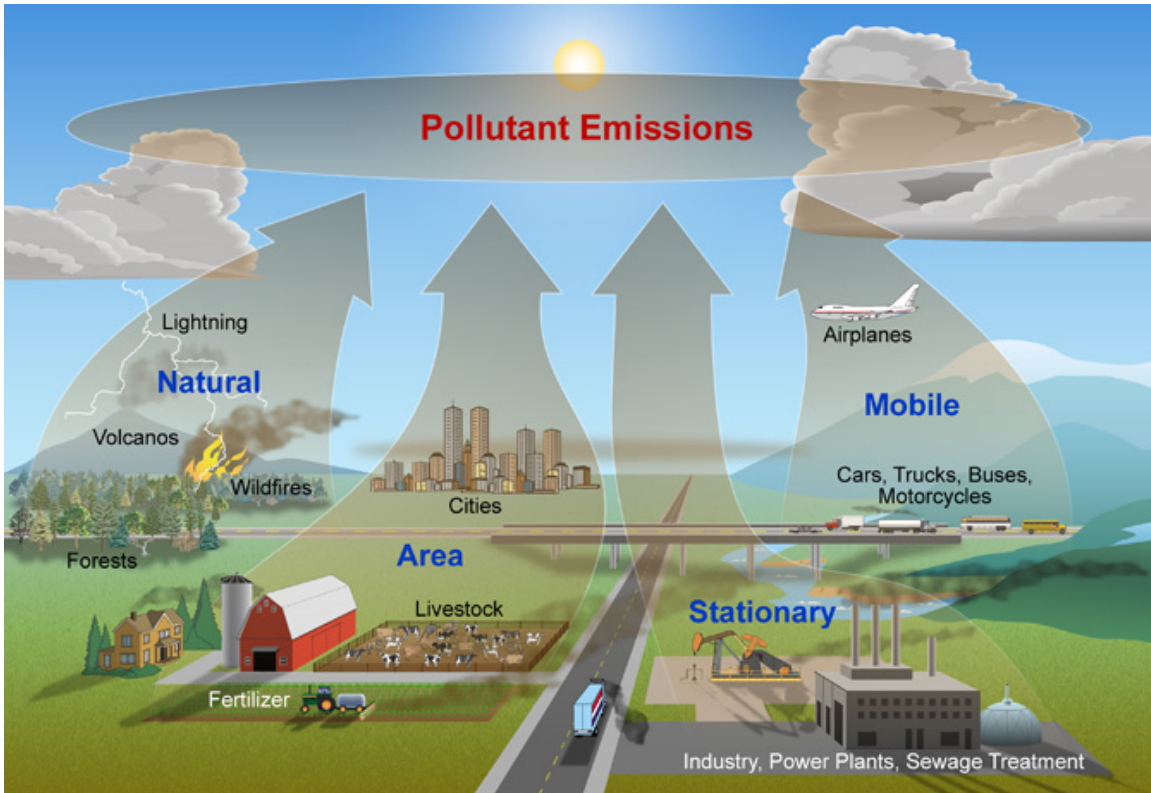 Pollutant Emissions
Lightning
Natural
Volcanos
Wildfires
Forests
Cities
Area
Livestock
Fertilizer
Airplanes
Mobile
Cars, Trucks, Buses,
Motorcycles
Stationary
Industry, Power Plants, Sewage Treatment